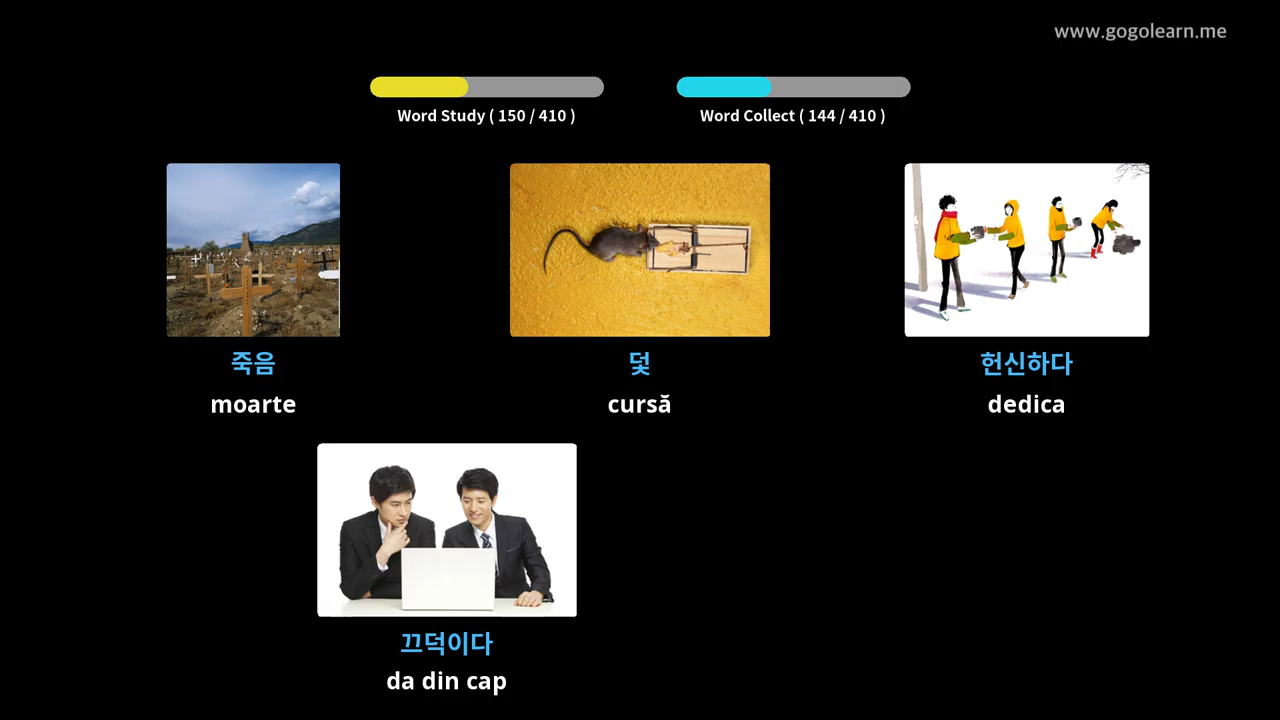 www.gogolearn.me
Word Study ( 150 / 410 )
Word Collect ( 144 / 410 )
죽음
moarte
덫
cursă
헌신하다
dedica
끄덕이다
da din cap